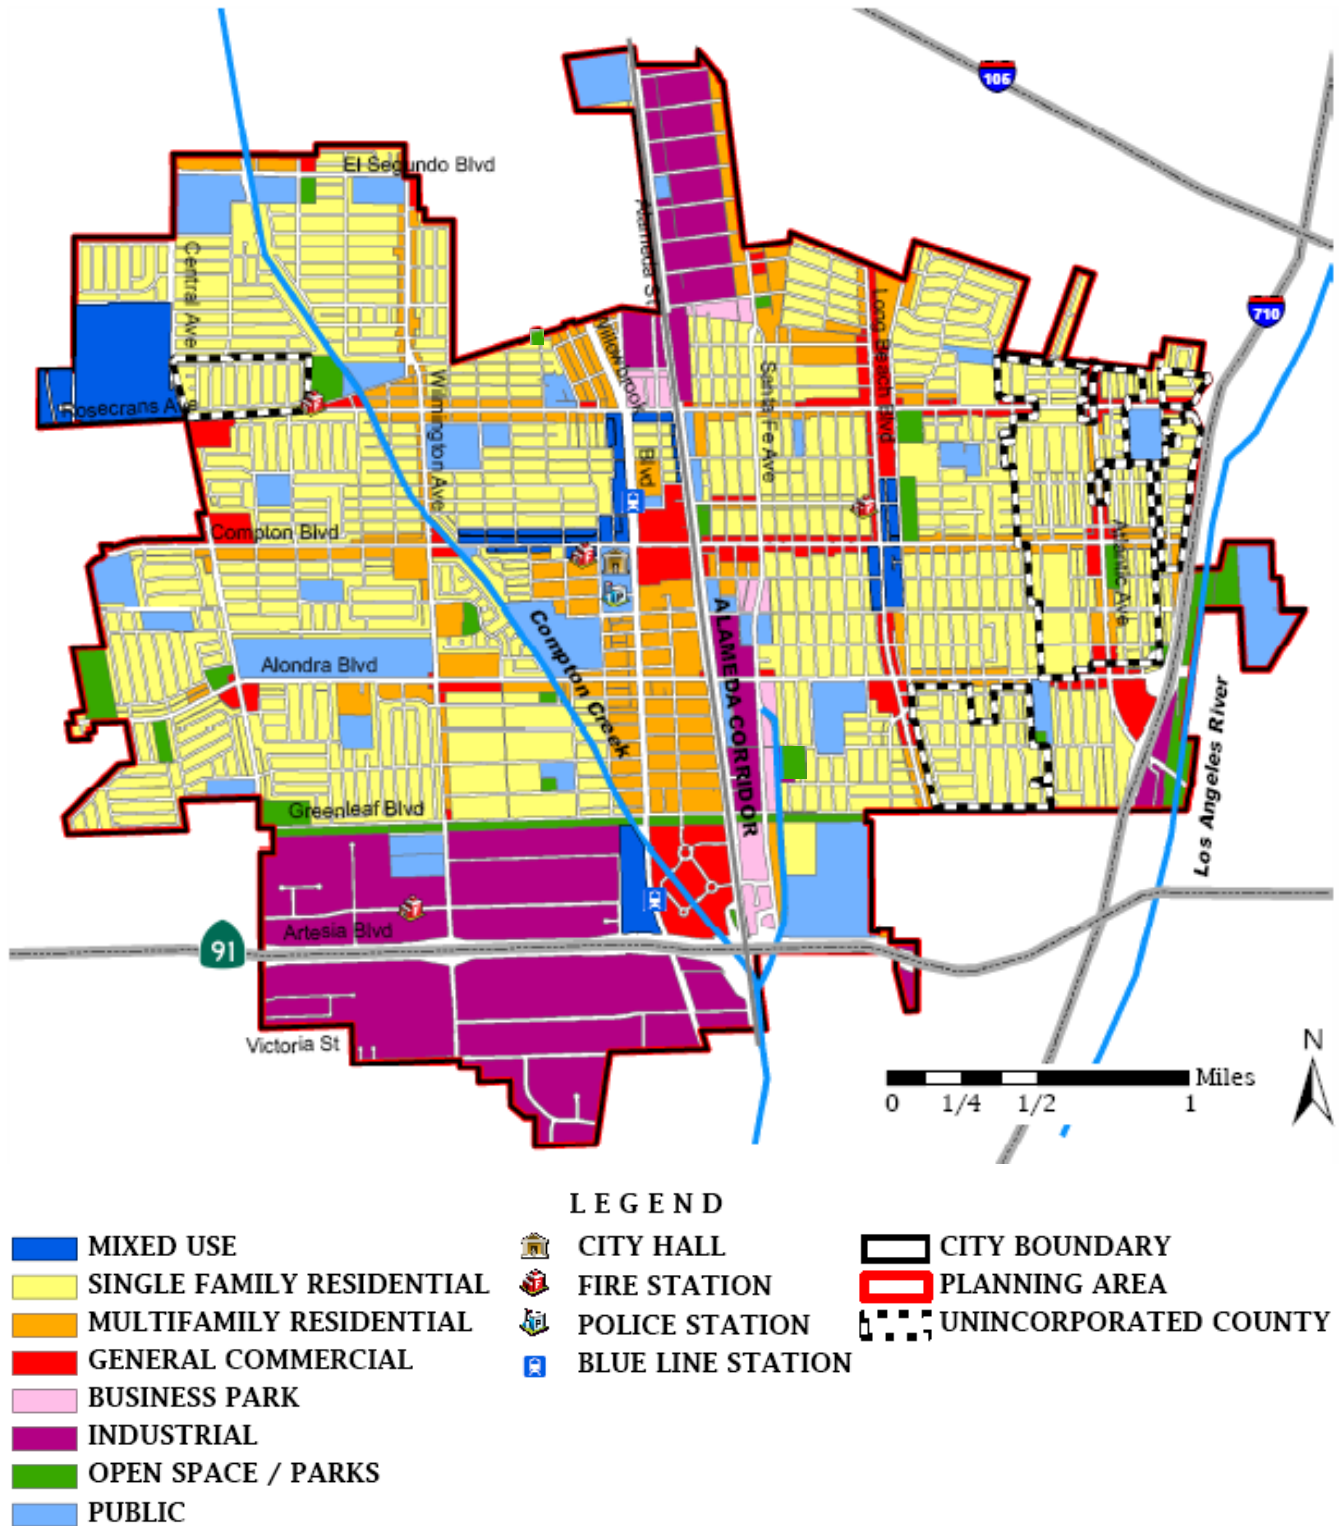 105
El Segundo Blvd
Alameda St
Central Ave
710
Long Beach Blvd
Willowbrook
Blvd
Santa Fe Ave
Rosecrans Ave
Wilmington Ave
Compton Blvd
Atlantic Ave
ALAMEDA CORRIDOR
Compton Creek
Alondra Blvd
Los Angeles River
Greenleaf Blvd
Artesia Blvd
91
Victoria St
N
Miles
0 1/4 1/2 1
LEGEND
MIXED USE
SINGLE FAMILY RESIDENTIAL
MULTIFAMILY RESIDENTIAL
GENERAL COMMERCIAL
BUSINESS PARK
INDUSTRIAL
OPEN SPACE / PARKS
PUBLIC
CITY HALL
FIRE STATION
POLICE STATION
BLUE LINE STATION
CITY BOUNDARY
PLANNING AREA
UNINCORPORATED COUNTY